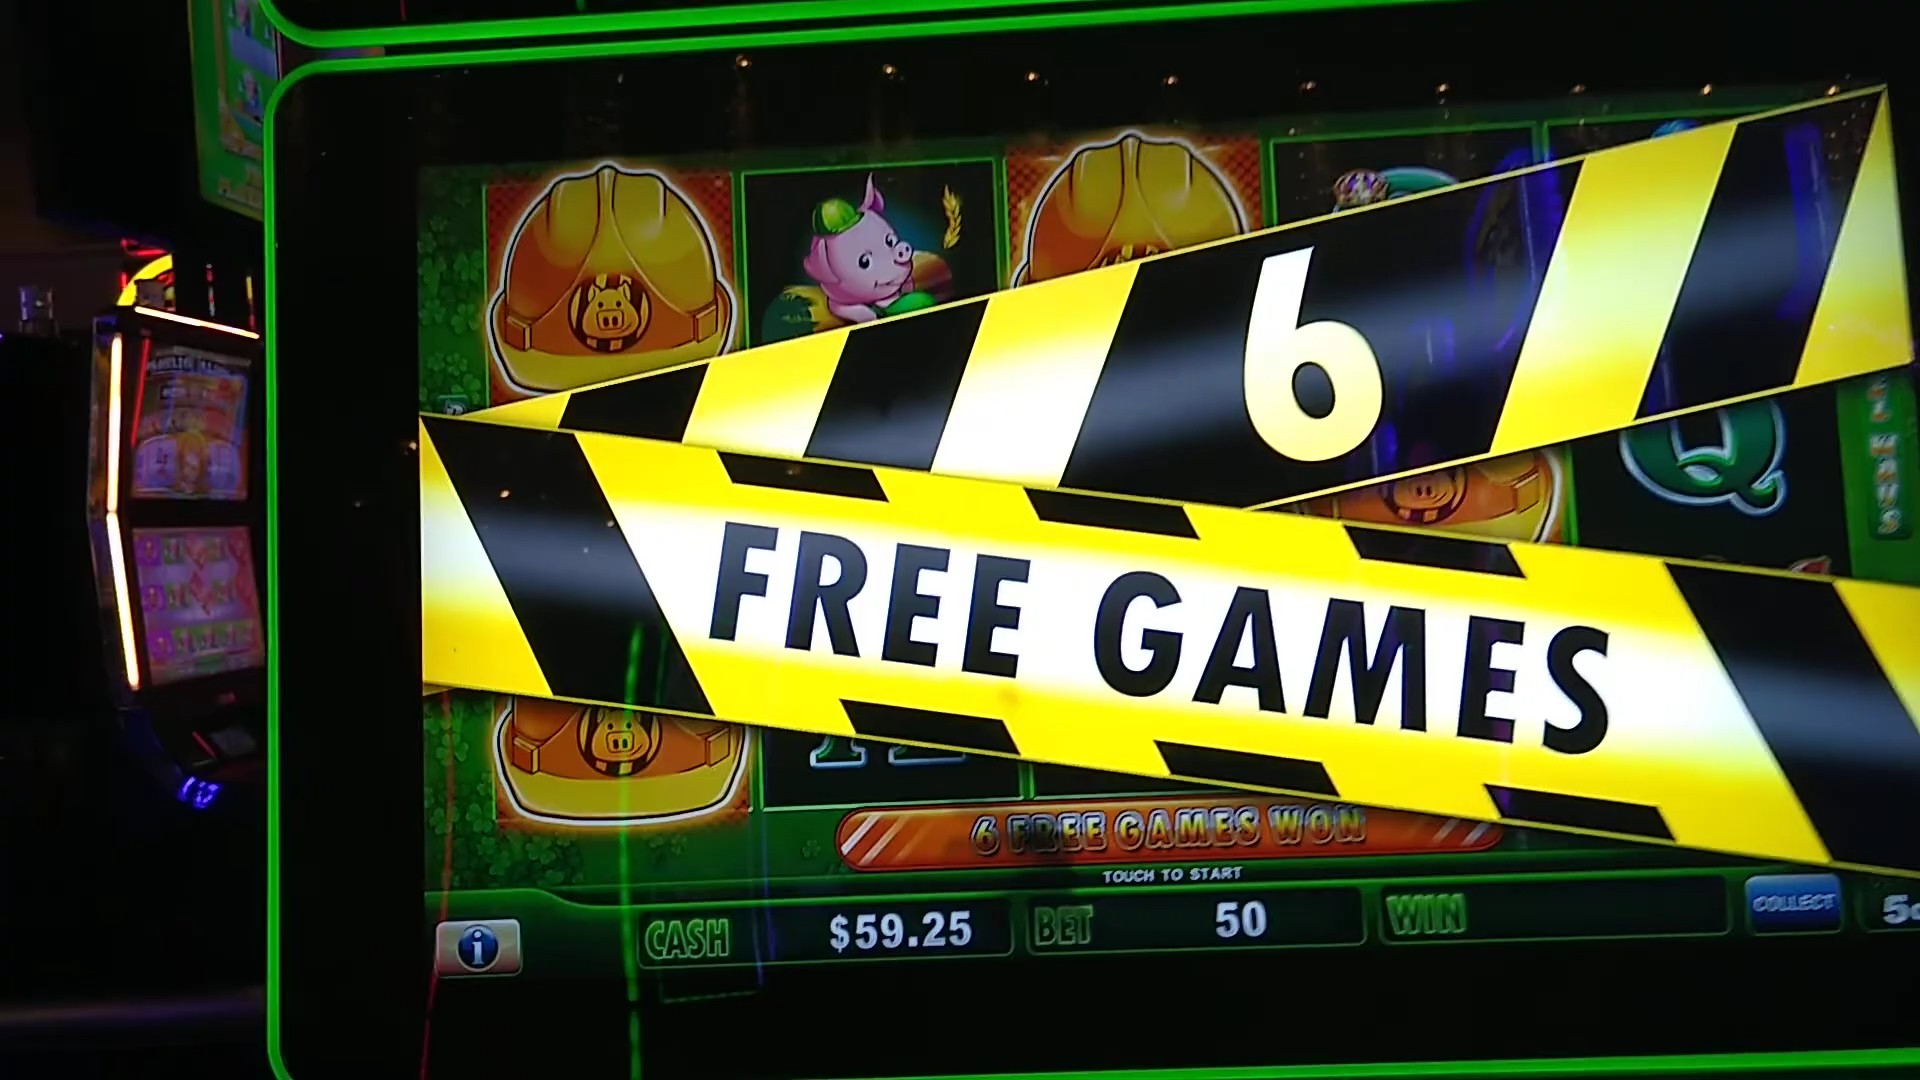 6
FREE GAMES
Q
6 FREE GAMES WON
TOUCH TO START
CASH $59.25 BET 50 WIN COLLECT